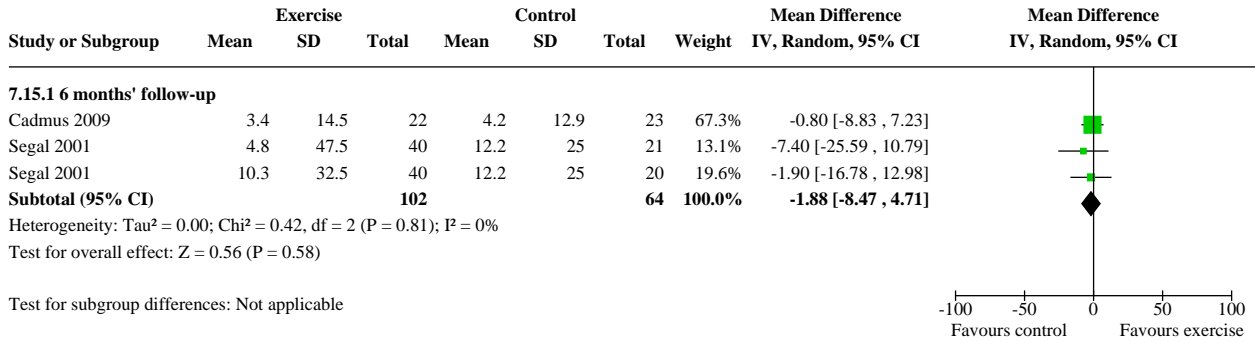 Exercise Control Mean Difference Mean Difference
Study or Subgroup Mean SD Total Mean SD Total Weight IV, Random, 95% CI IV, Random, 95% CI
7.15.1 6 months' follow-up
Cadmus 2009 3.4 14.5 22 4.2 12.9 23 67.3% -0.80 [-8.83 , 7.23]
Segal 2001 4.8 47.5 40 12.2 25 21 13.1% -7.40 [-25.59 , 10.79]
Segal 2001 10.3 32.5 40 12.2 25 20 19.6% -1.90 [-16.78 , 12.98]
Subtotal (95% CI) 102 64 100.0% -1.88 [-8.47 , 4.71]
Heterogeneity: Tau² = 0.00; Chi² = 0.42, df = 2 (P = 0.81); I² = 0%
Test for overall effect: Z = 0.56 (P = 0.58)
Test for subgroup differences: Not applicable
-100 -50 0 50 100
Favours control Favours exercise